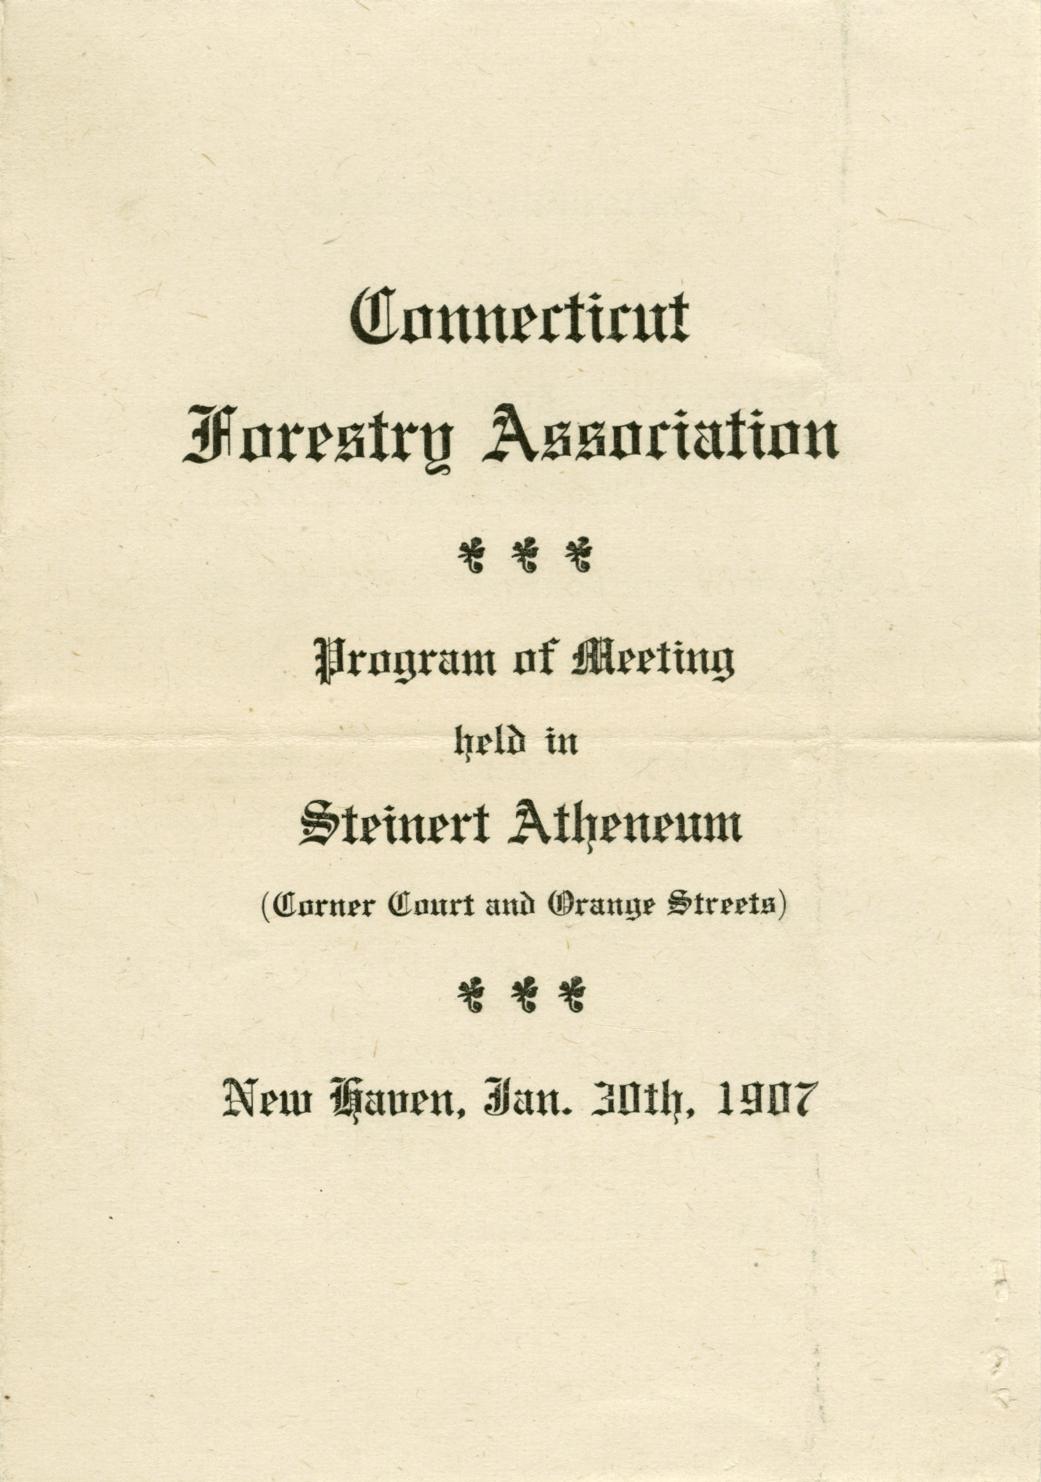 Connecticut
Forestry Association
Program of Meeting
held in
Steinert Atheneum
(Corner Court and Orange Streets)
New Haven, Jan. 30th, 1907